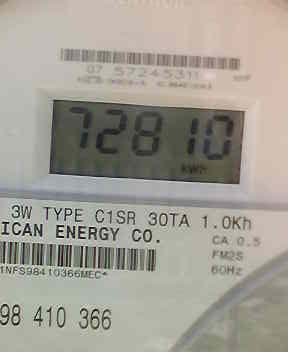 07 57245311
72810
KWH
3W TYPE C1SR 30TA 1.0Kh
ICAN ENERGY CO.
CA 0.5
FM2S
60Hz
1NFS98410366MEC*
98 410 366